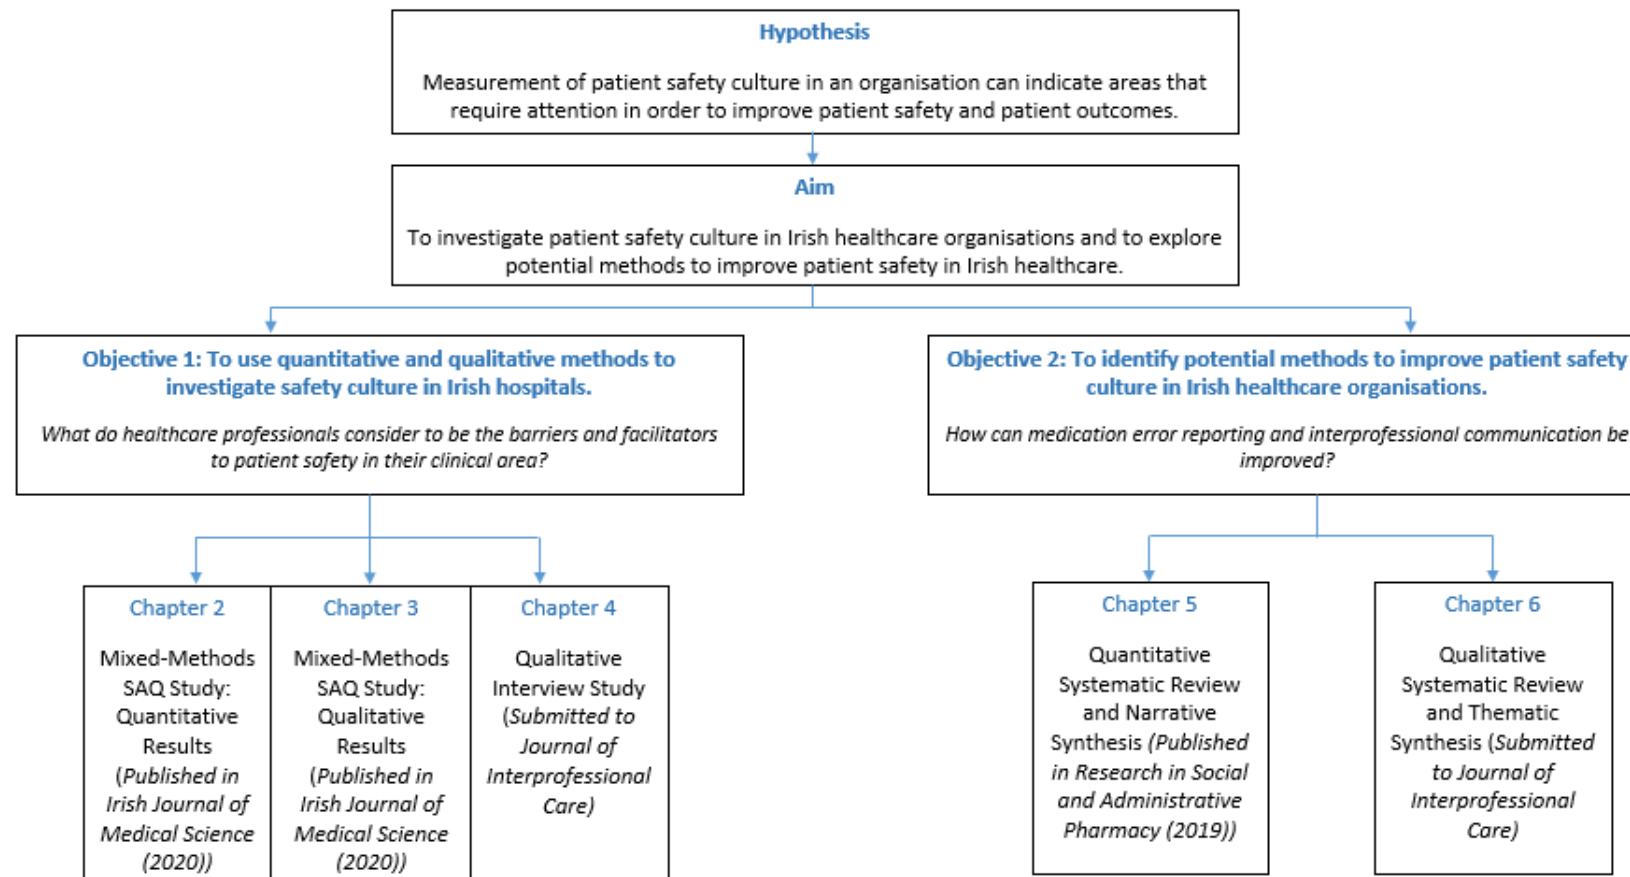 Hypothesis
Measurement of patient safety culture in an organisation can indicate areas that
require attention in order to improve patient safety and patient outcomes.
Aim
To investigate patient safety culture in Irish healthcare organisations and to explore
potential methods to improve patient safety in Irish healthcare.
Objective 1: To use quantitative and qualitative methods to
investigate safety culture in Irish hospitals.
What do healthcare professionals consider to be the barriers and facilitators
to patient safety in their clinical area?
Objective 2: To identify potential methods to improve patient safety
culture in Irish healthcare organisations.
How can medication error reporting and interprofessional communication be
improved?
Chapter 2
Mixed-Methods
SAQ Study:
Quantitative
Results
(Published in
Irish Journal of
Medical Science
(2020))
Chapter 3
Mixed-Methods
SAQ Study:
Qualitative
Results
(Published in
Irish Journal of
Medical Science
(2020))
Chapter 4
Qualitative
Interview Study
(Submitted to
Journal of
Interprofessional
Care)
Chapter 5
Quantitative
Systematic Review
and Narrative
Synthesis (Published
in Research in Social
and Administrative
Pharmacy (2019))
Chapter 6
Qualitative
Systematic Review
and Thematic
Synthesis (Submitted
to Journal of
Interprofessional
Care)